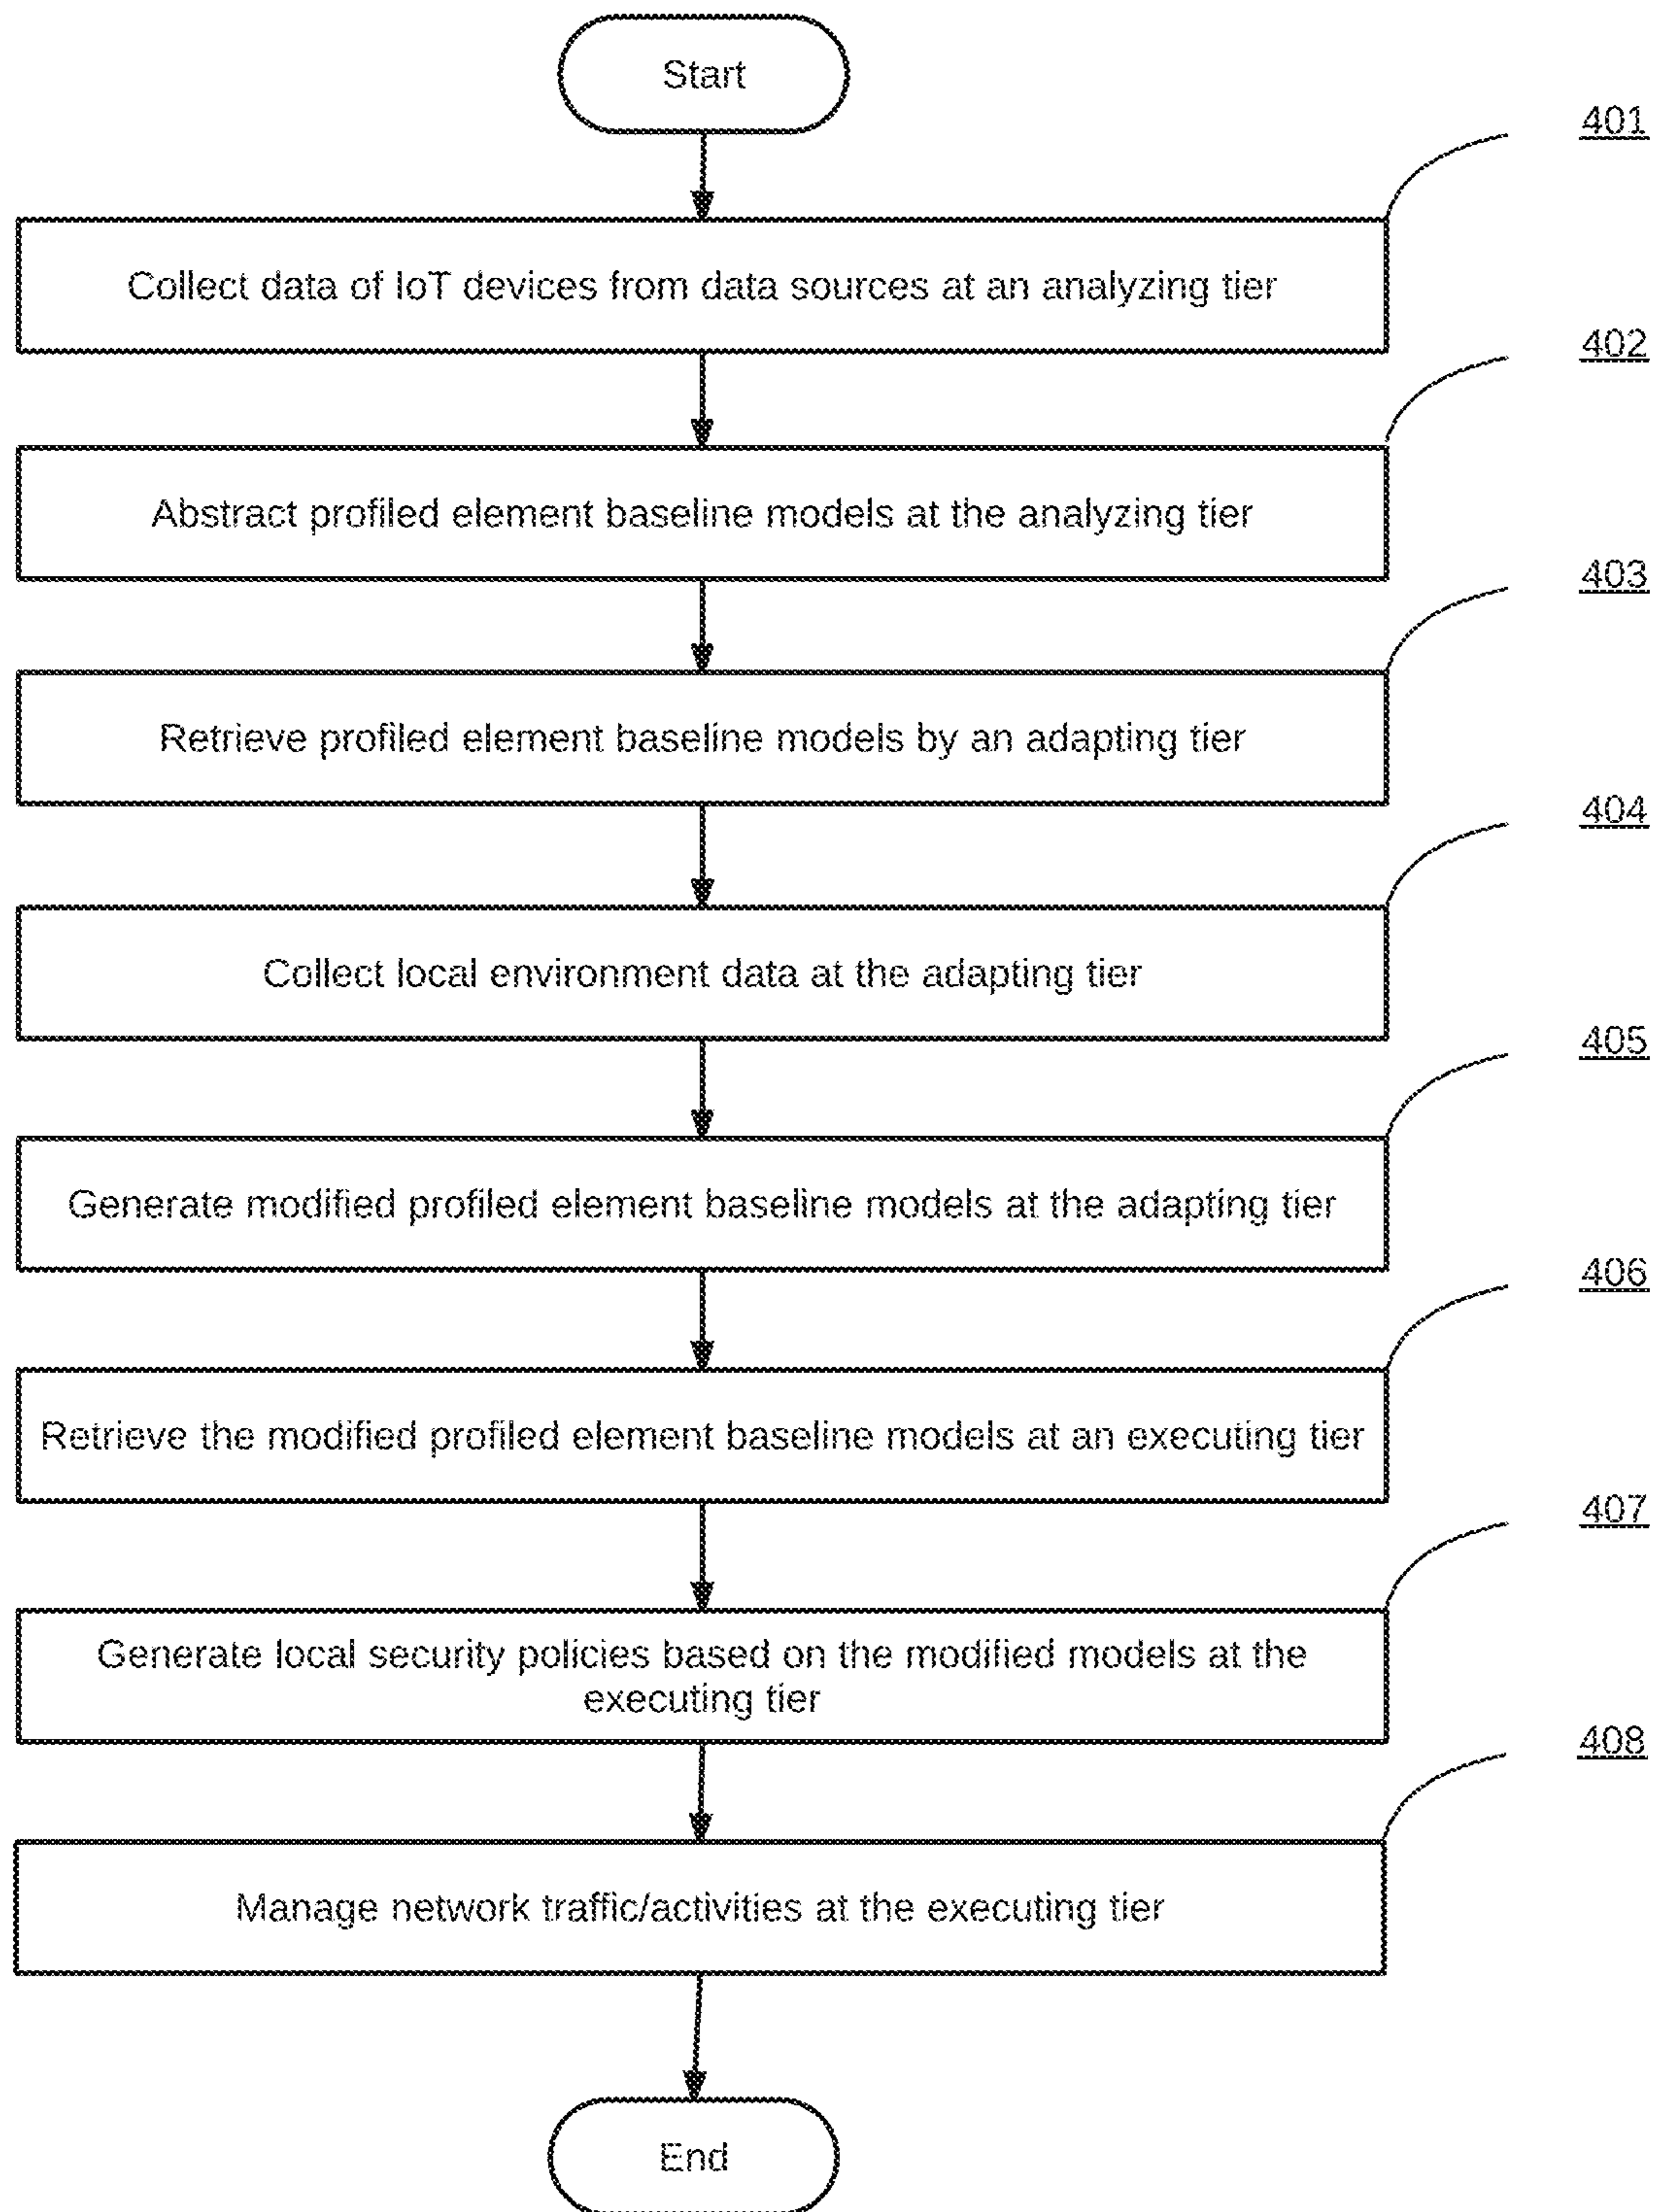 Start
401
Collect data of IoT devices from data sources at an analyzing tier
402
Abstract profiled element baseline models at the analyzing tier
403
Retrieve profiled element baseline models by an adapting tier
404
Collect local environment data at the adapting tier
405
Generate modified profiled element baseline models at the adapting tier
406
Retrieve the modified profiled element baseline models at an executing tier
407
Generate local security policies based on the modified models at the
executing tier
408
Manage network traffic/activities at the executing tier
End